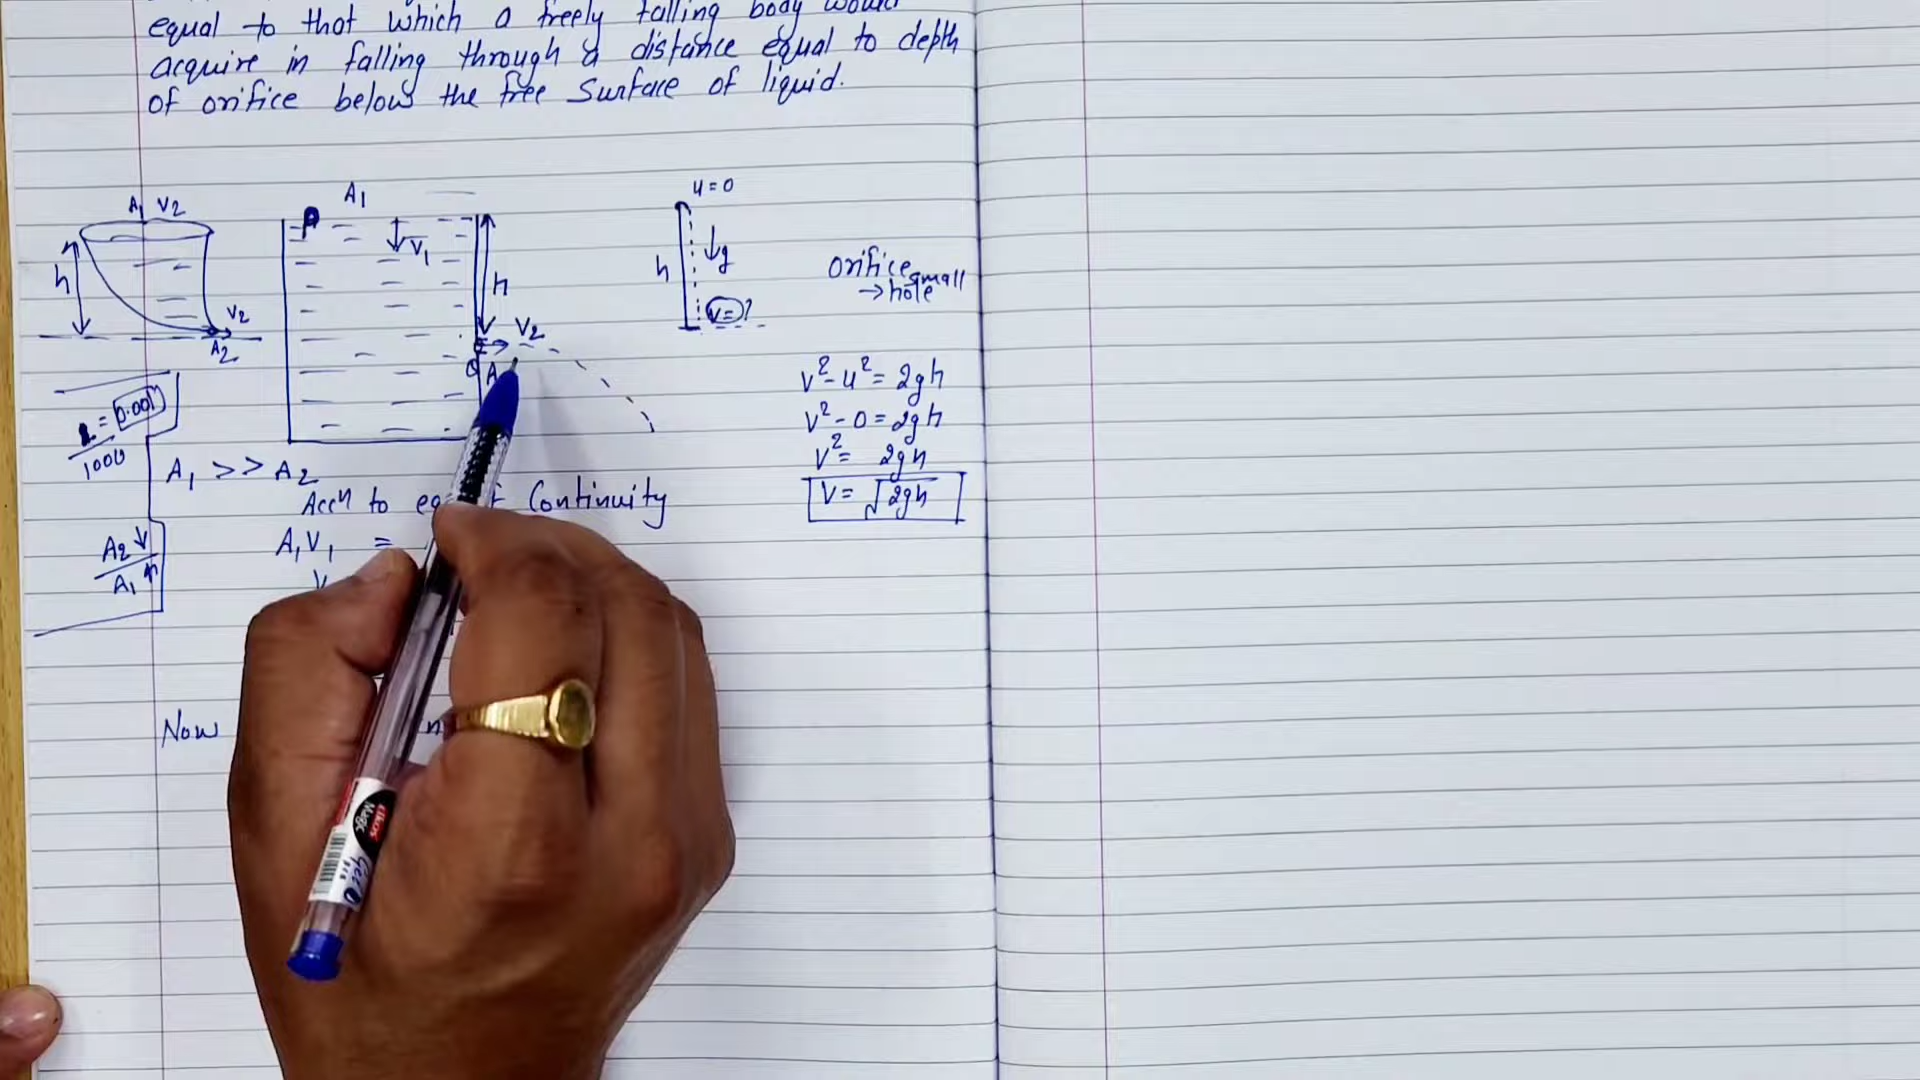 equal to that which a freely falling body would
acquire in falling through a distance equal to depth
of orifice below the free Surface of liquid.
A1 V2
h
V2
A2
A1
P
V1
h
V2
A
u=0
h
↓g
v=?
Orifice
→ small
hole
= 0.001
1000
A1 >> A2
Accn to Continuity
A1V1 =
A2↓
A1
Now
v²-u² = 2gh
v²-0 = 2gh
v² = 2gh
V = √2gh
Magic